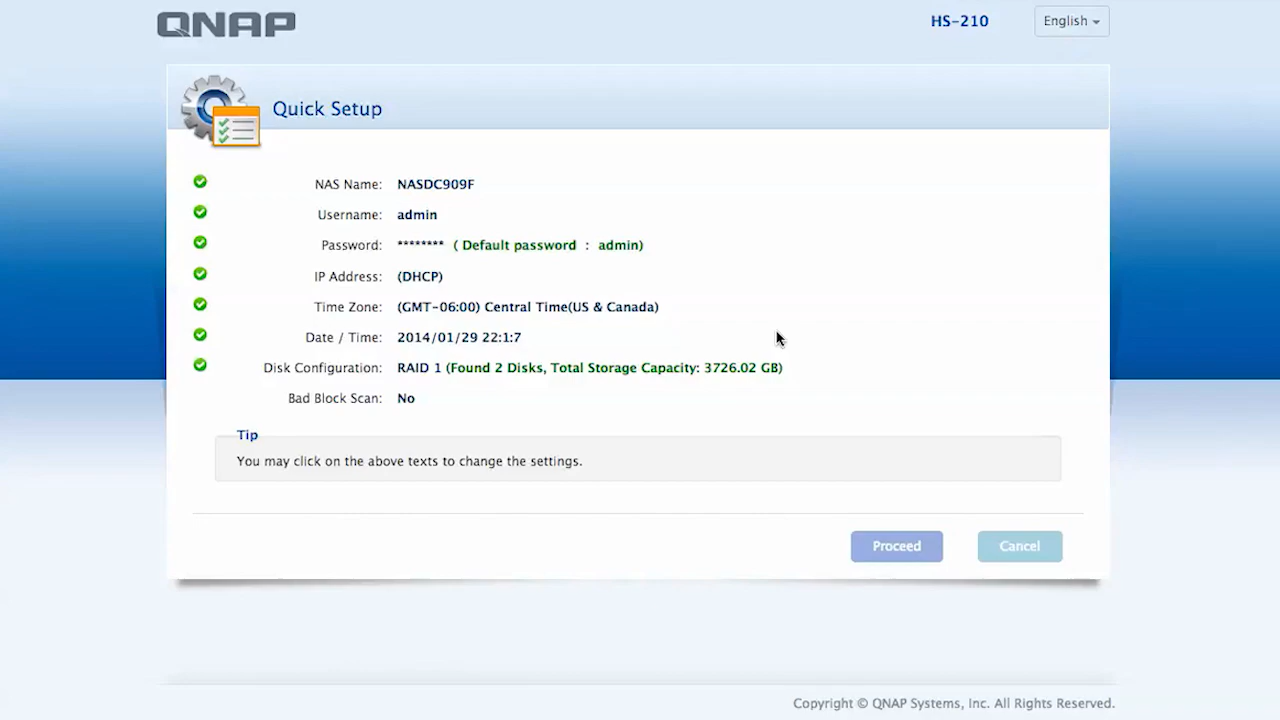 QNAP
HS-210
English
Quick Setup
NAS Name: NASDC909F
Username: admin
Password: ******** ( Default password : admin)
IP Address: (DHCP)
Time Zone: (GMT-06:00) Central Time(US & Canada)
Date / Time: 2014/01/29 22:1:7
Disk Configuration: RAID 1 (Found 2 Disks, Total Storage Capacity: 3726.02 GB)
Bad Block Scan: No
Tip
You may click on the above texts to change the settings.
Proceed
Cancel
Copyright © QNAP Systems, Inc. All Rights Reserved.